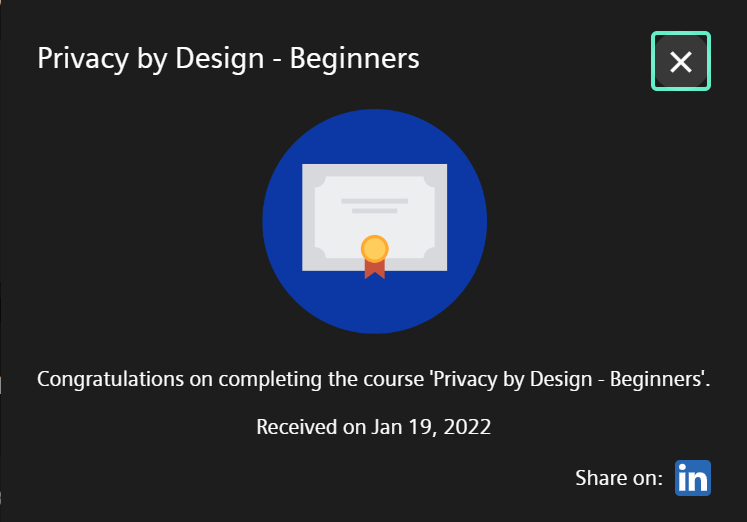 Privacy by Design - Beginners
Congratulations on completing the course 'Privacy by Design - Beginners'.
Received on Jan 19, 2022
Share on: in